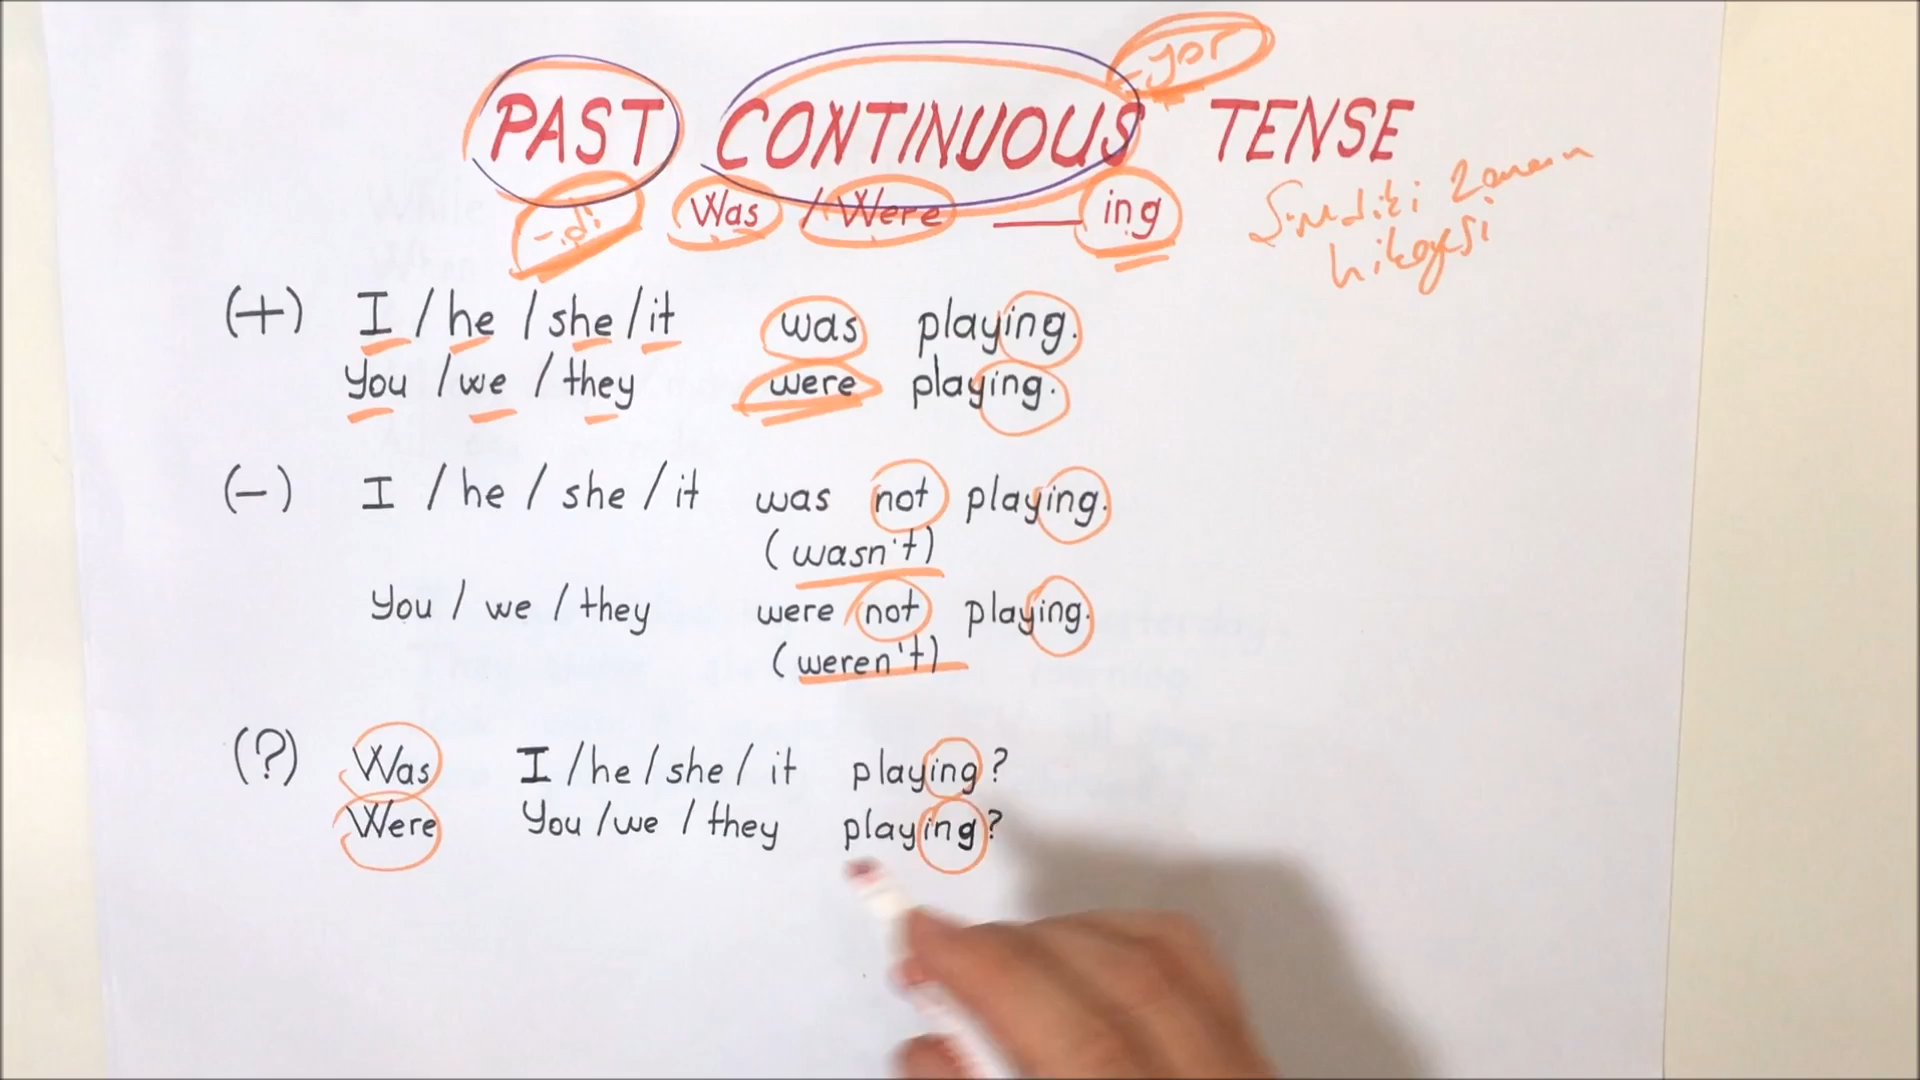 -yor
PAST CONTINUOUS TENSE
-di Was / Were ____ ing
Şimdiki Zamanın
hikayesi
(+) I / he / she / it was playing.
You / we / they were playing.
(-) I / he / she / it was not playing.
(wasn't)
You / we / they were not playing.
(weren't)
(?) Was I / he / she / it playing?
Were You / we / they playing?